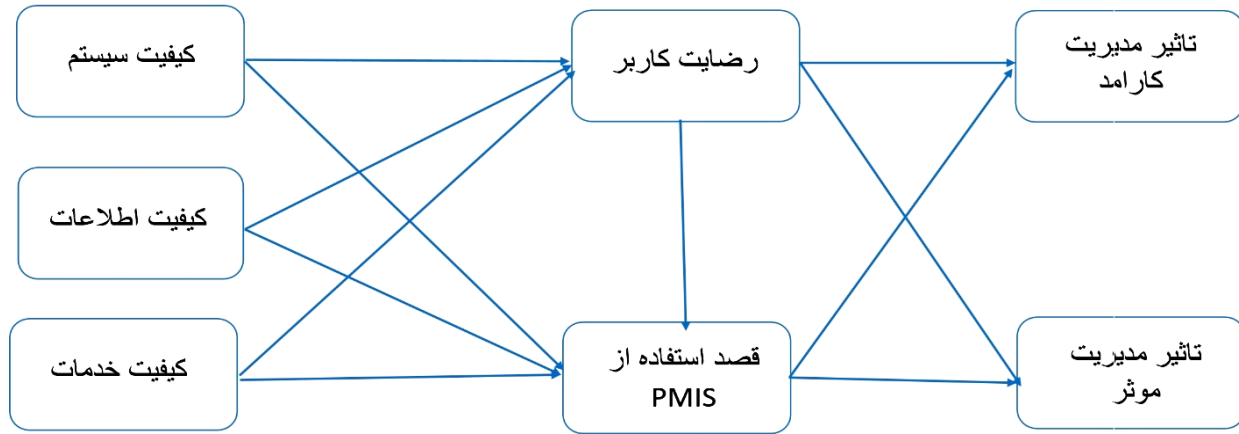 کیفیت سیستم
کیفیت اطلاعات
کیفیت خدمات
رضایت کاربر
قصد استفاده از
PMIS
تاثیر مدیریت
کارامد
تاثیر مدیریت
موثر